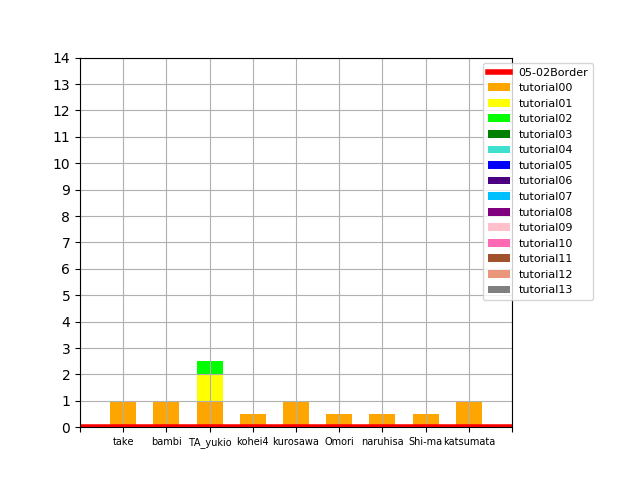 14
13
12
11
10
9
8
7
6
5
4
3
2
1
0
take bambi TA_yukio kohei4 kurosawa Omori naruhisa Shi-ma katsumata
05-02Border
tutorial00
tutorial01
tutorial02
tutorial03
tutorial04
tutorial05
tutorial06
tutorial07
tutorial08
tutorial09
tutorial10
tutorial11
tutorial12
tutorial13